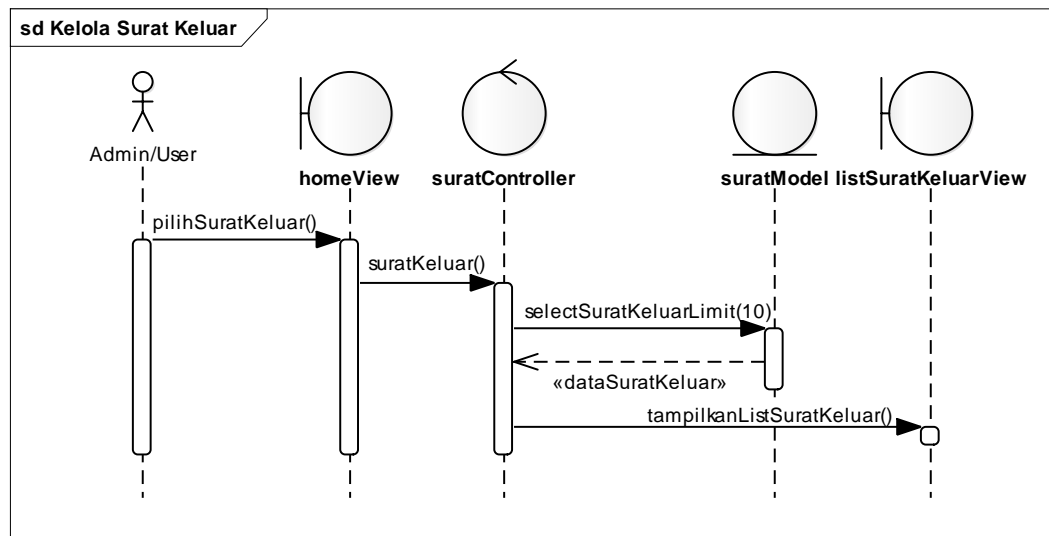 sd Kelola Surat Keluar
Admin/User
homeView
suratController
suratModel
listSuratKeluarView
pilihSuratKeluar()
suratKeluar()
selectSuratKeluarLimit(10)
«dataSuratKeluar»
tampilkanListSuratKeluar()